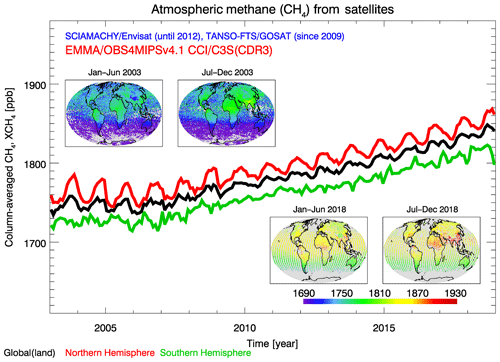 Atmospheric methane (CH4) from satellites
SCIAMACHY/Envisat (until 2012), TANSO-FTS/GOSAT (since 2009)
EMMA/OBS4MIPSv4.1 CCI/C3S(CDR3)
Jan–Jun 2003
Jul–Dec 2003
Column-averaged CH4, XCH4 [ppb]
1900
1800
1700
Jan–Jun 2018
Jul–Dec 2018
1690 1750 1810 1870 1930
2005 2010 2015
Time [year]
Global(land) Northern Hemisphere Southern Hemisphere